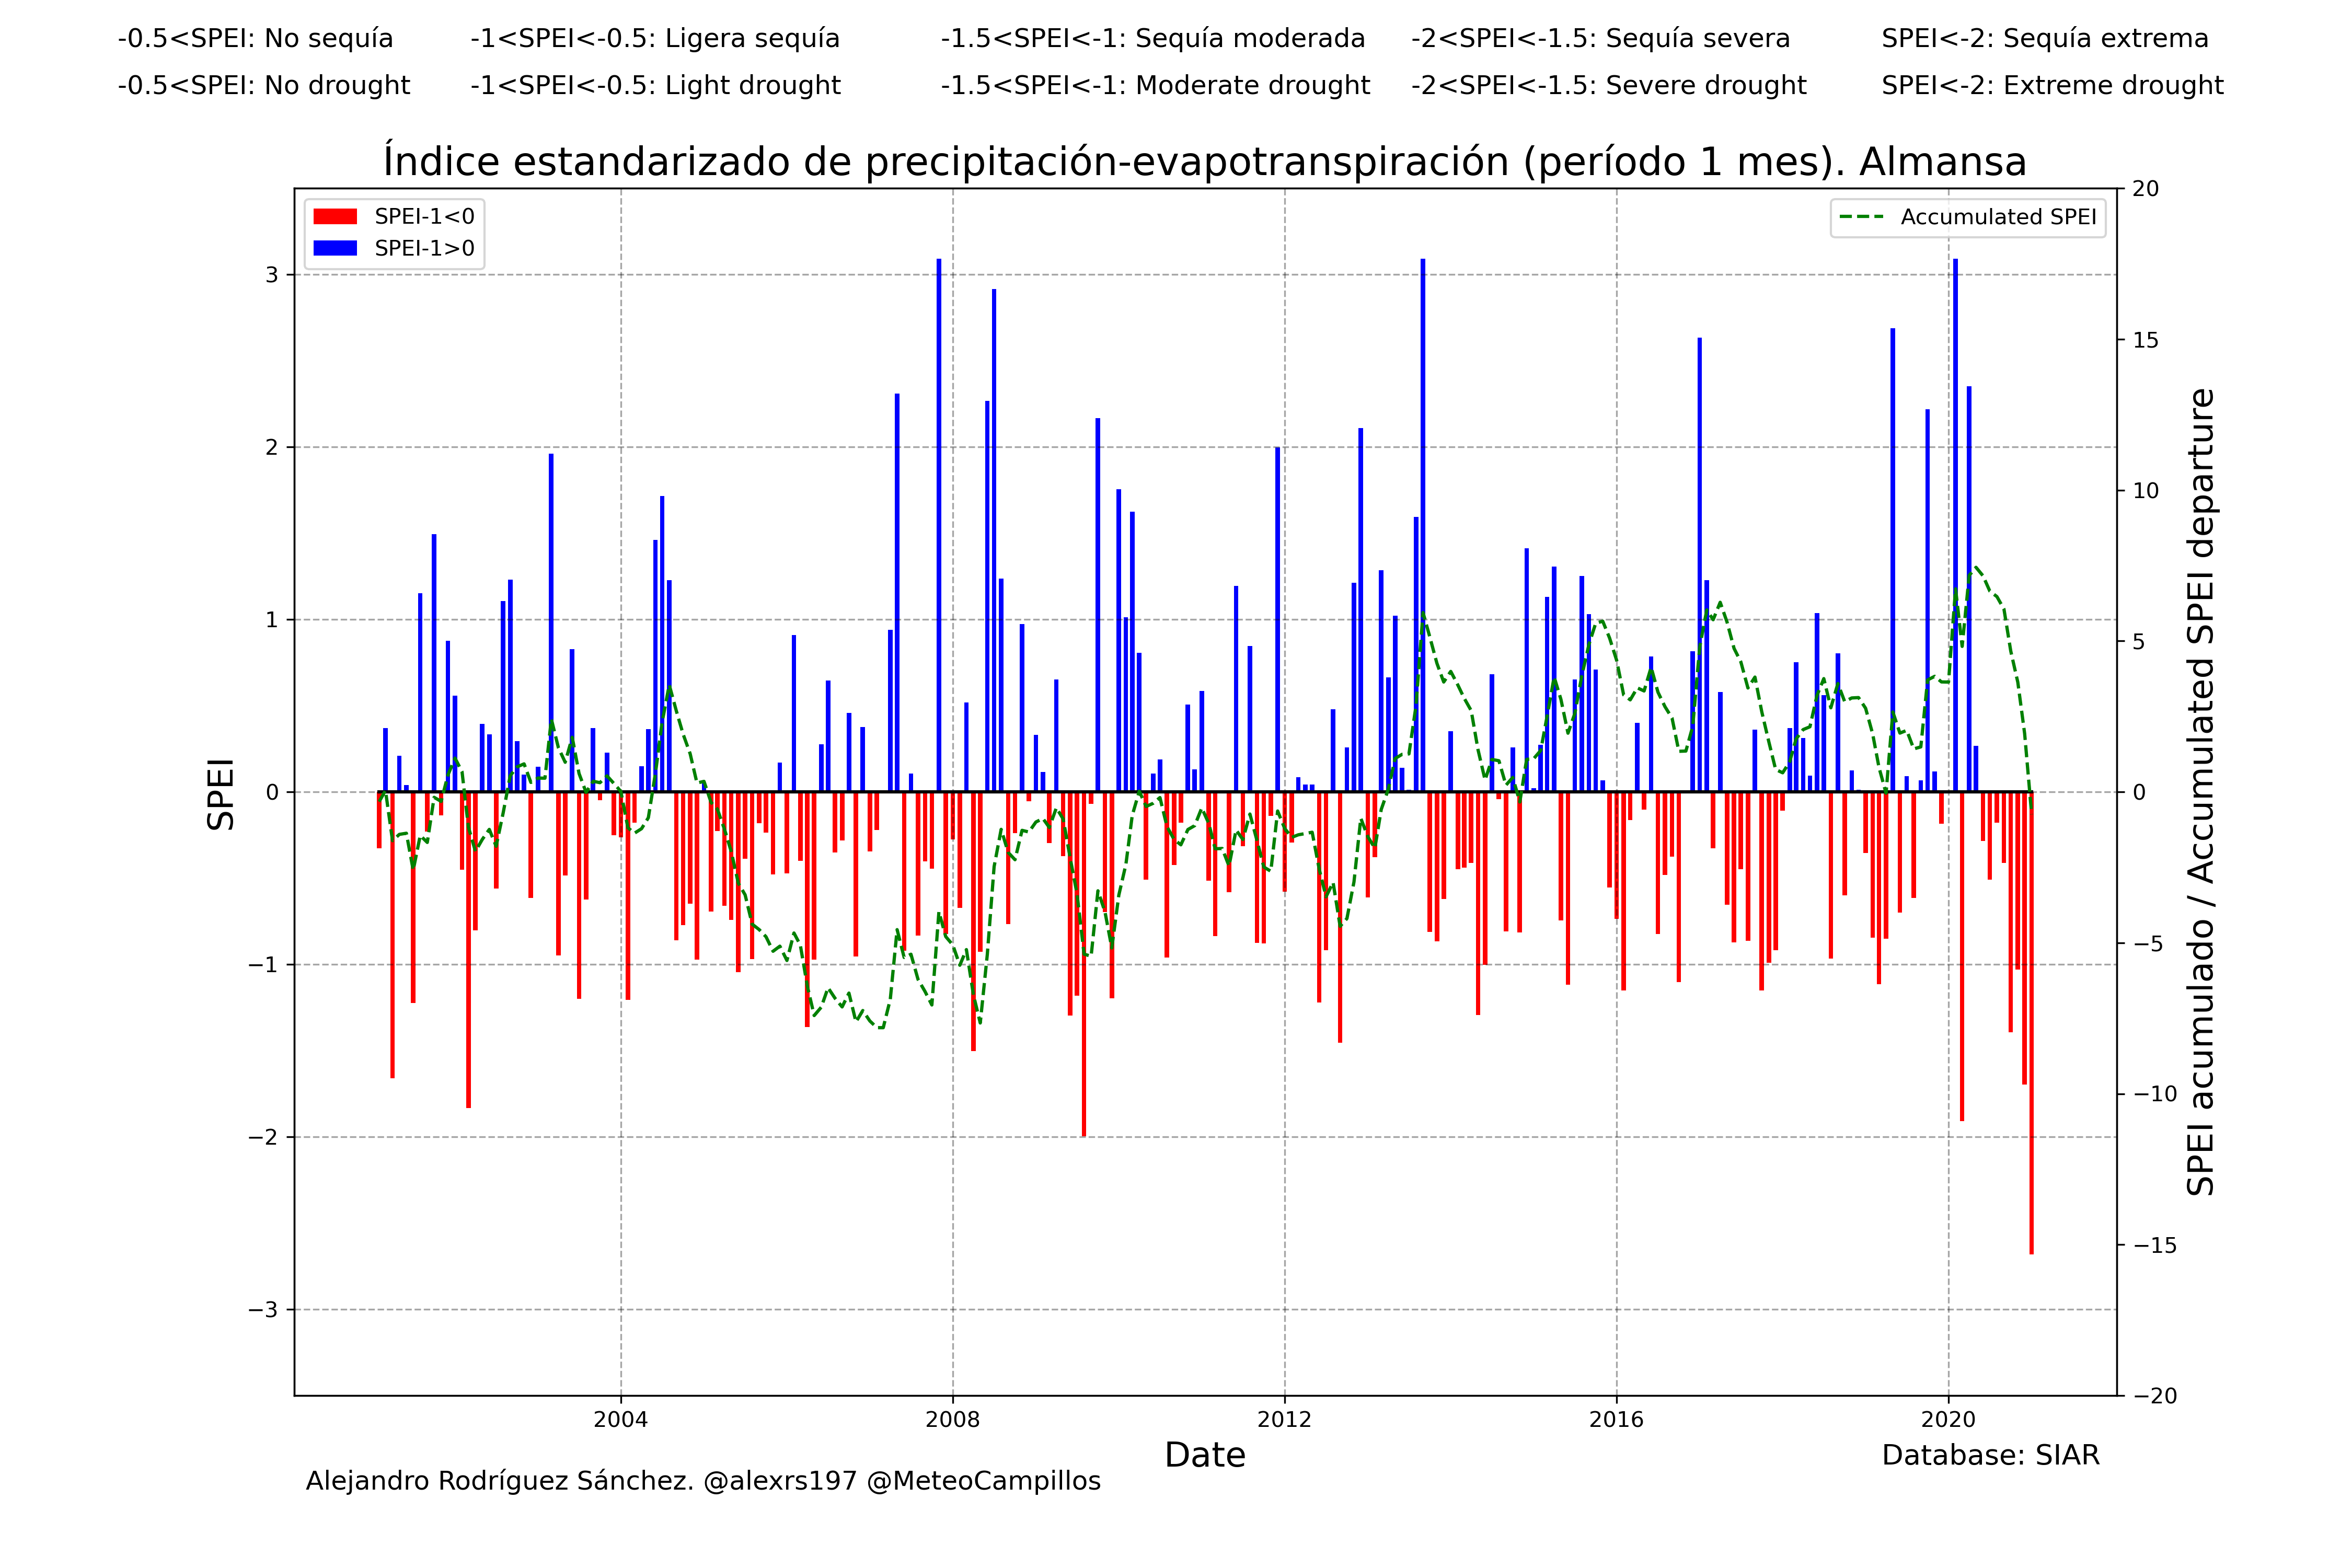 -0.5<SPEI: No sequía -1<SPEI<-0.5: Ligera sequía -1.5<SPEI<-1: Sequía moderada -2<SPEI<-1.5: Sequía severa SPEI<-2: Sequía extrema
-0.5<SPEI: No drought -1<SPEI<-0.5: Light drought -1.5<SPEI<-1: Moderate drought -2<SPEI<-1.5: Severe drought SPEI<-2: Extreme drought
Índice estandarizado de precipitación-evapotranspiración (período 1 mes). Almansa
SPEI-1<0
SPEI-1>0
Accumulated SPEI
SPEI
3
2
1
0
−1
−2
−3
20
15
10
5
0
−5
−10
−15
−20
SPEI acumulado / Accumulated SPEI departure
2004 2008 2012 2016 2020
Date
Database: SIAR
Alejandro Rodríguez Sánchez. @alexrs197 @MeteoCampillos